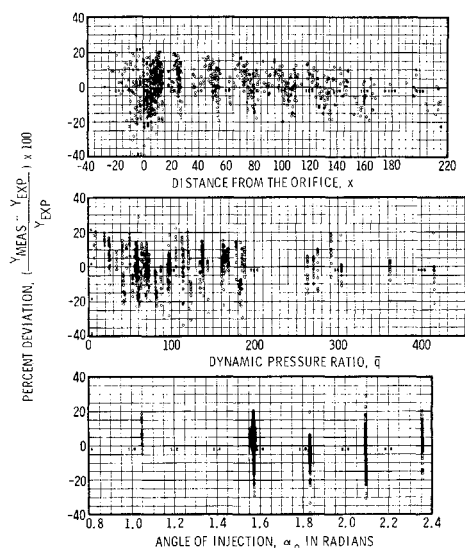 40
20
0
-20
-40
-40 -20 0 20 40 60 80 100 120 140 160 180 220
DISTANCE FROM THE ORIFICE, x
PERCENT DEVIATION, (Y_MEAS - Y_EXP / Y_EXP) x 100
40
20
0
-20
-40
0 100 200 300 400
DYNAMIC PRESSURE RATIO, q̄
40
20
0
-20
-40
0.8 1.0 1.2 1.4 1.6 1.8 2.0 2.2 2.4
ANGLE OF INJECTION, α₀ IN RADIANS